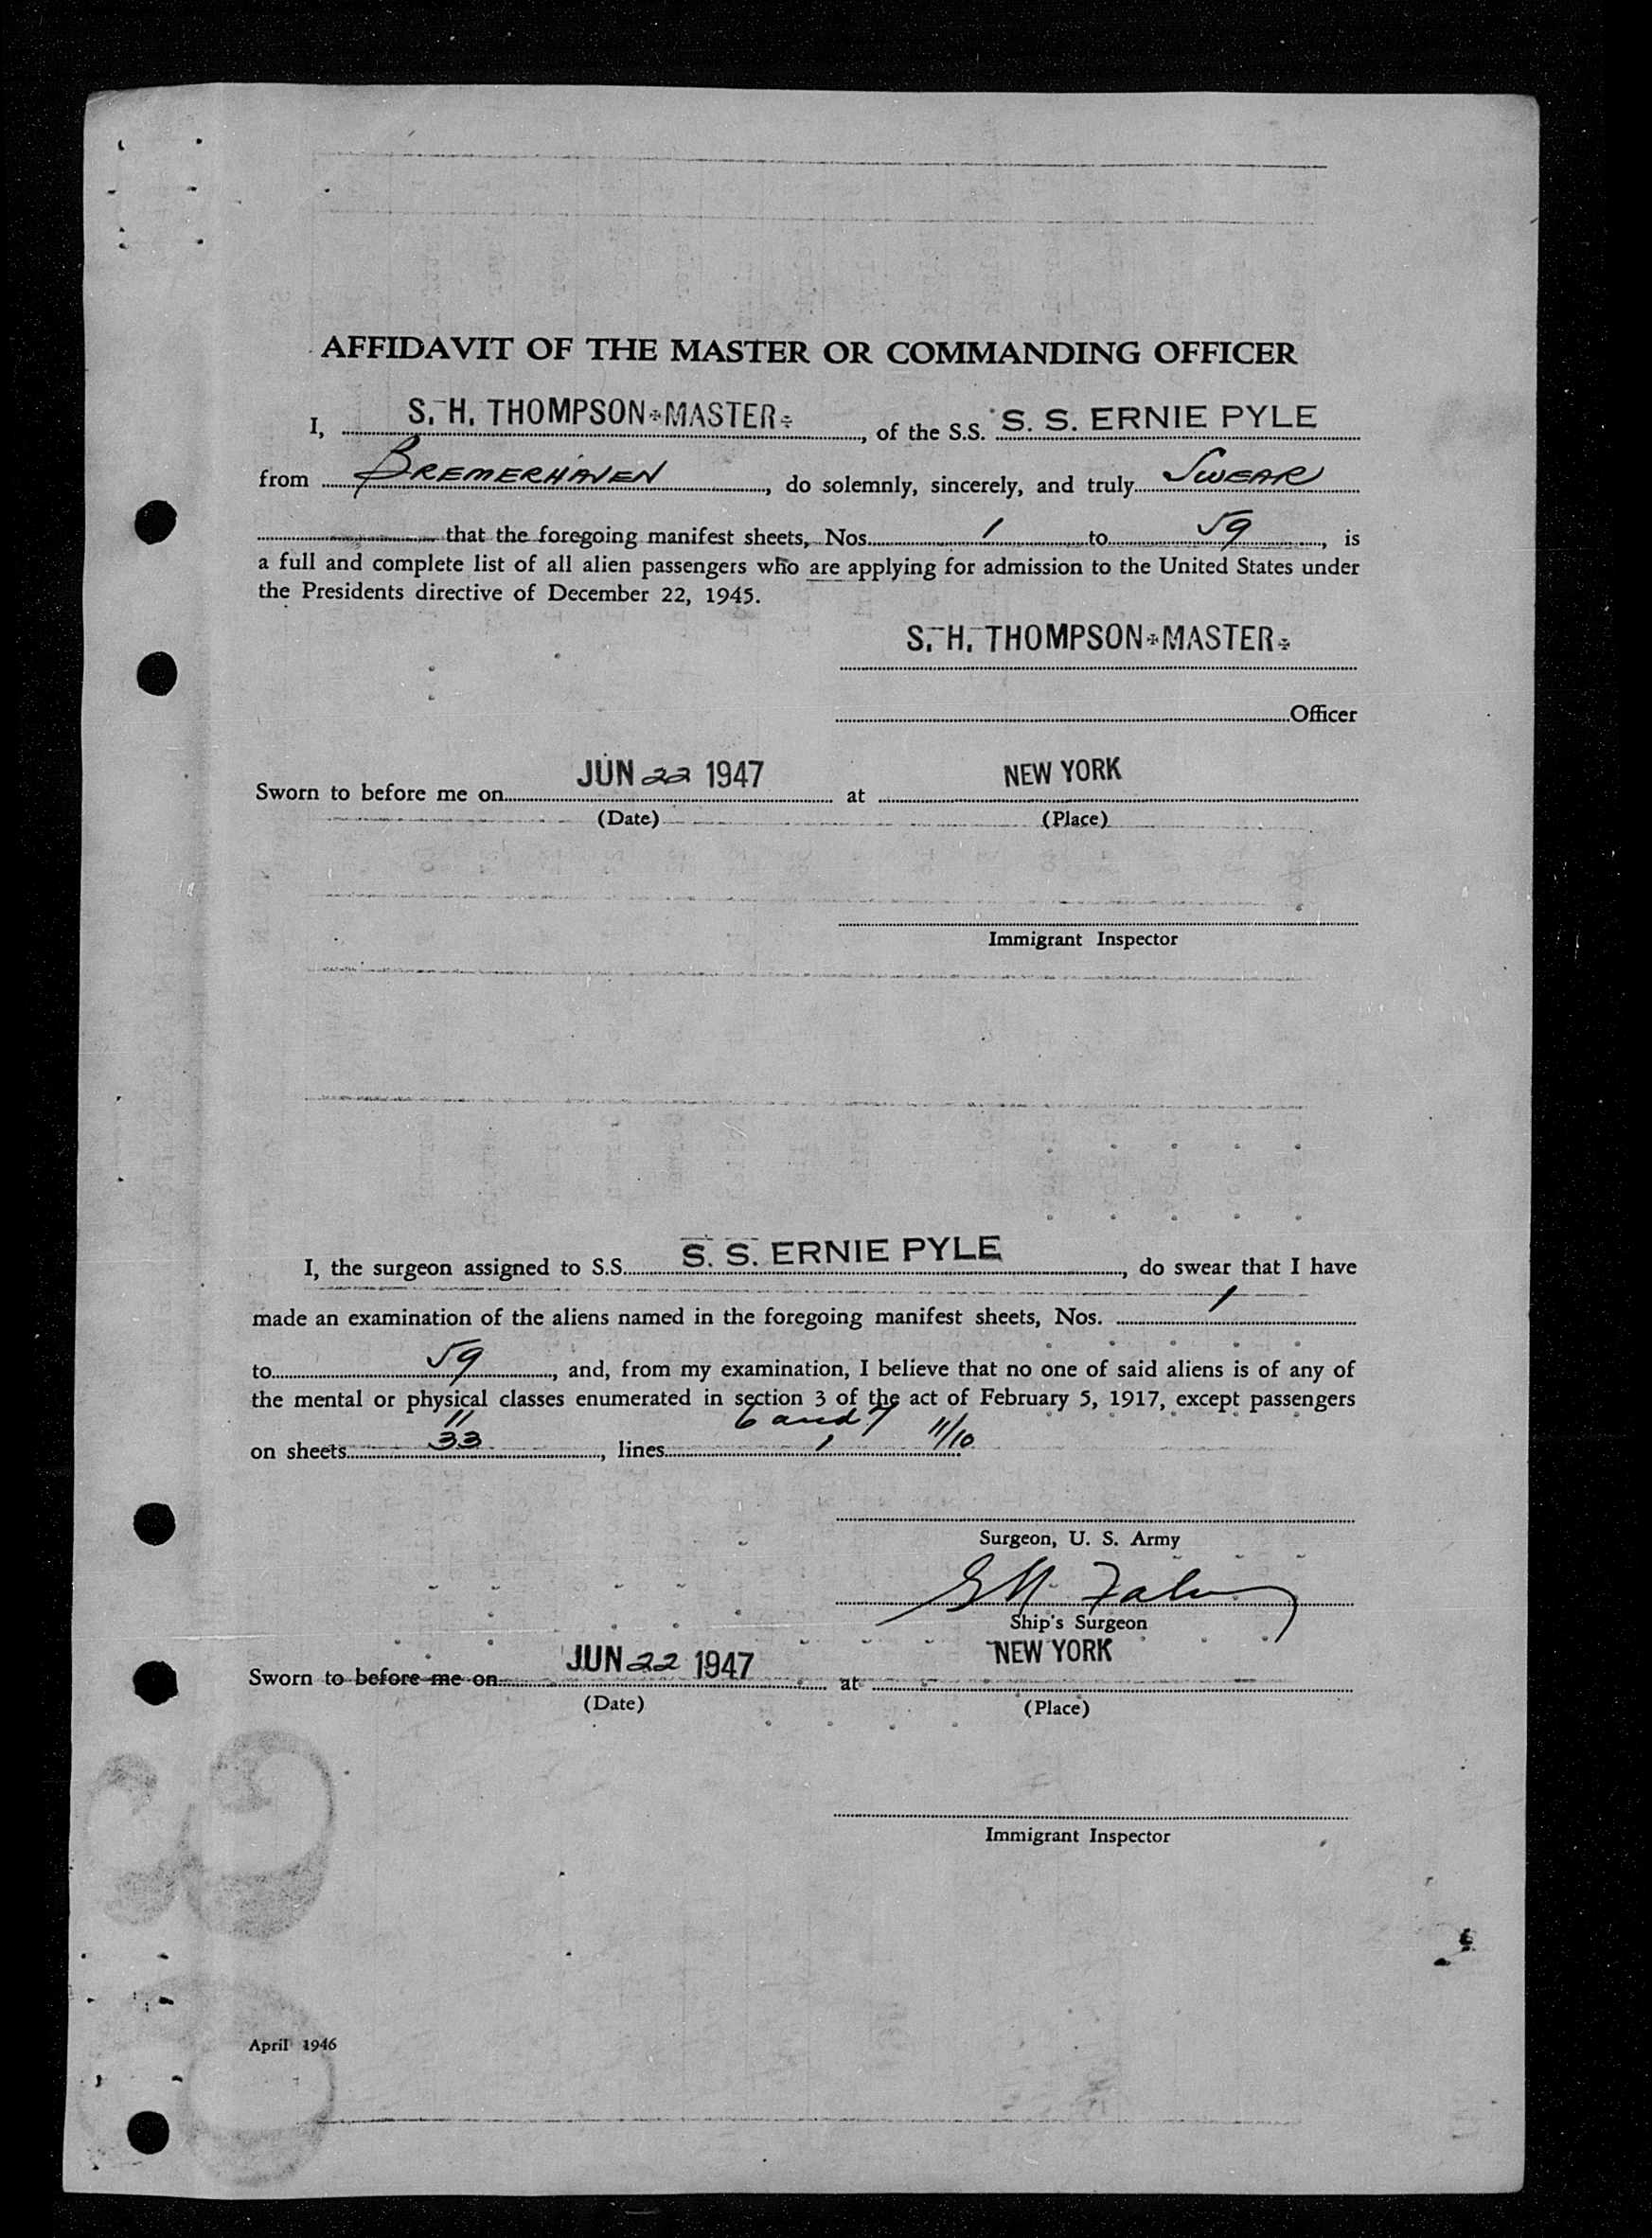 AFFIDAVIT OF THE MASTER OR COMMANDING OFFICER
I, S. H. THOMPSON MASTER, of the S.S. S. S. ERNIE PYLE
from BREMERHAVEN, do solemnly, sincerely, and truly SWEAR
that the foregoing manifest sheets, Nos. 1 to 59, is
a full and complete list of all alien passengers who are applying for admission to the United States under
the Presidents directive of December 22, 1945.
S. H. THOMPSON MASTER
Officer
Sworn to before me on JUN 22 1947 at NEW YORK
(Date) (Place)
Immigrant Inspector
I, the surgeon assigned to S.S. S. S. ERNIE PYLE, do swear that I have
made an examination of the aliens named in the foregoing manifest sheets, Nos. 1
to 59, and, from my examination, I believe that no one of said aliens is of any of
the mental or physical classes enumerated in section 3 of the act of February 5, 1917, except passengers
11 6 and 7
on sheets 33, lines 1 11/10
Surgeon, U. S. Army
Ship's Surgeon
Sworn to before me on JUN 22 1947 at NEW YORK
(Date) (Place)
Immigrant Inspector
April 1946